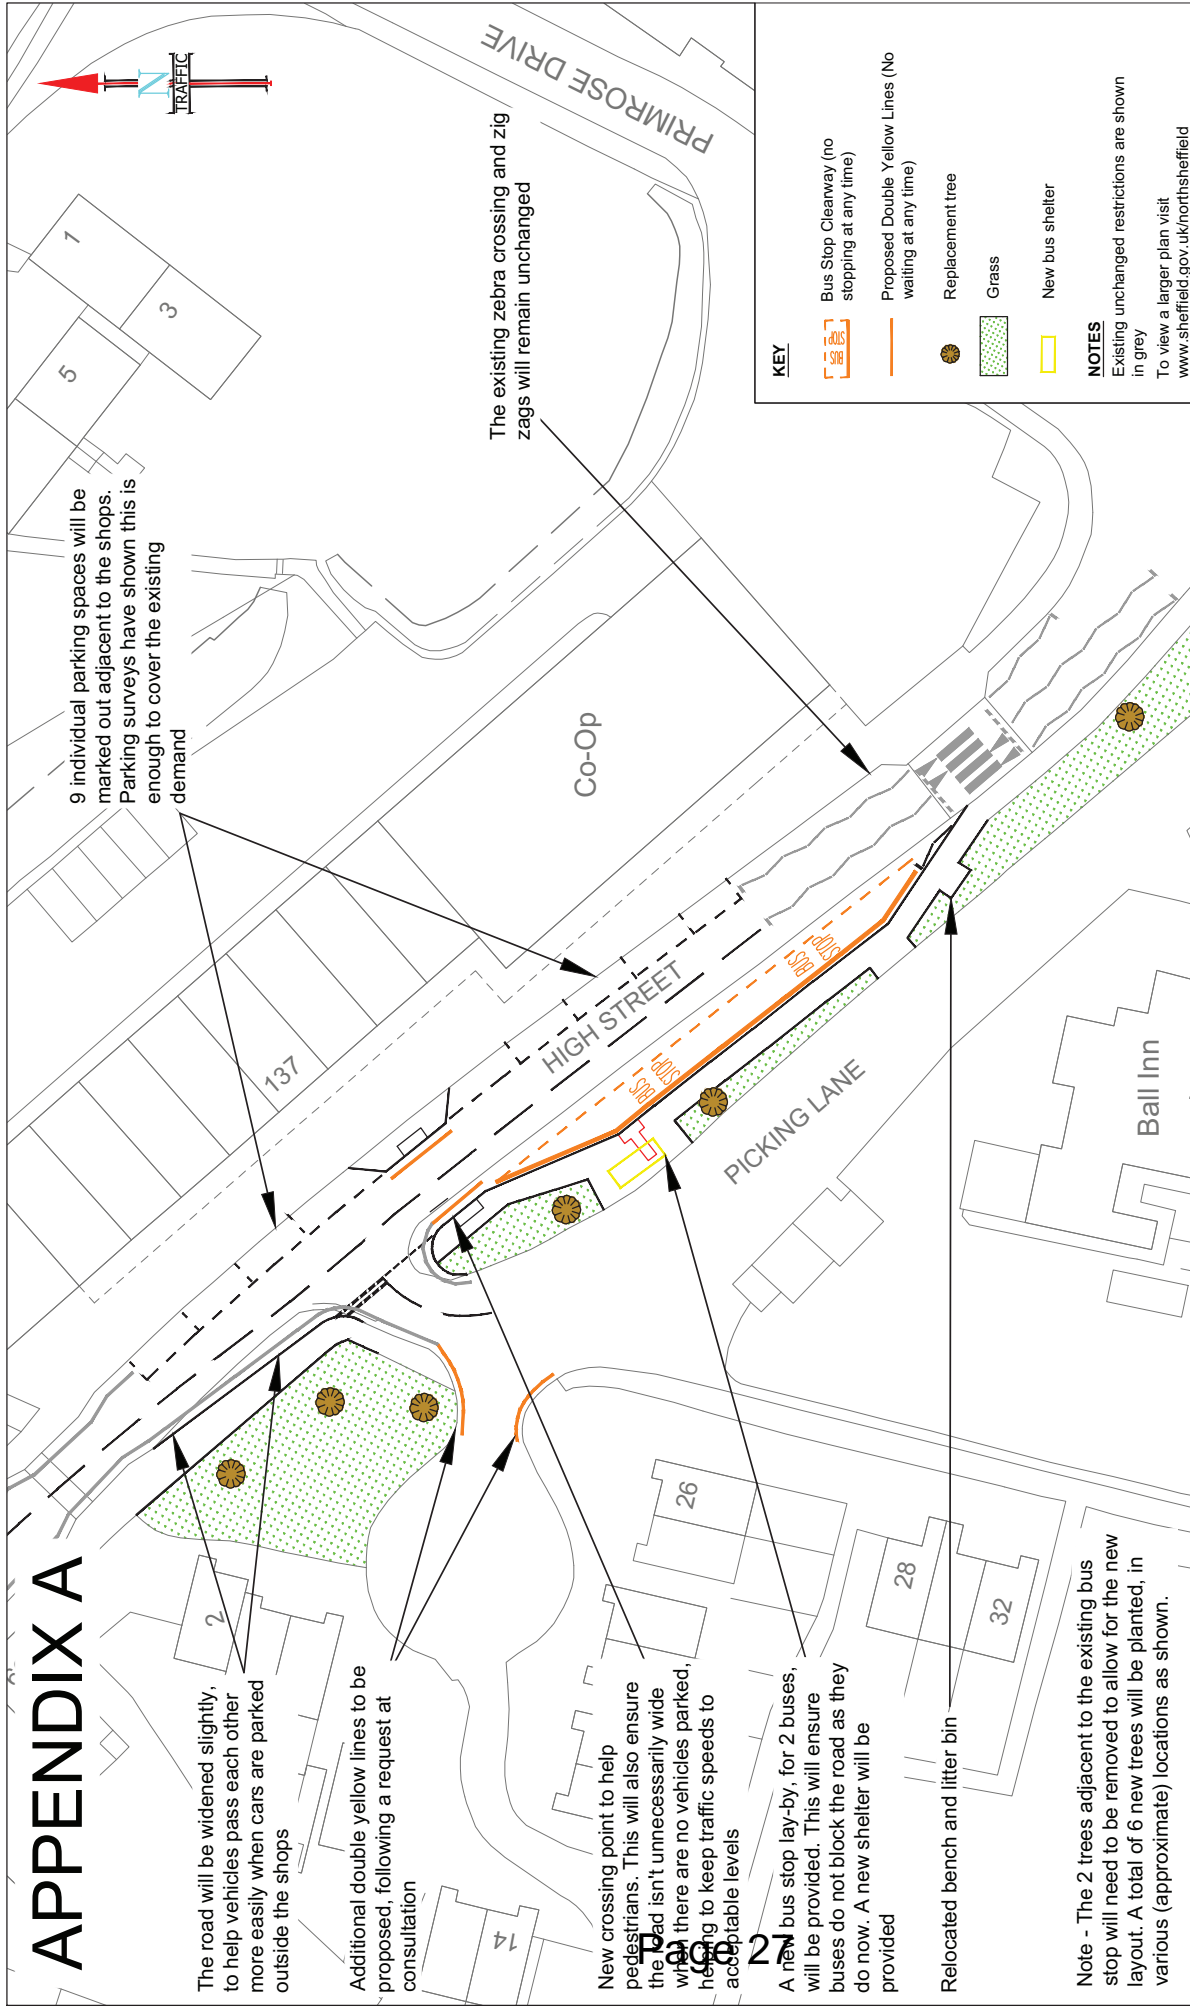 APPENDIX A
The road will be widened slightly,
to help vehicles pass each other
more easily when cars are parked
outside the shops
Additional double yellow lines to be
proposed, following a request at
consultation
New crossing point to help
pedestrians. This will also ensure
the road isn't unnecessarily wide
when there are no vehicles parked,
helping to keep traffic speeds to
acceptable levels
A new bus stop lay-by, for 2 buses,
will be provided. This will ensure
buses do not block the road as they
do now. A new shelter will be
provided
Relocated bench and litter bin
Note - The 2 trees adjacent to the existing bus
stop will need to be removed to allow for the new
layout. A total of 6 new trees will be planted, in
various (approximate) locations as shown.
9 individual parking spaces will be
marked out adjacent to the shops.
Parking surveys have shown this is
enough to cover the existing
demand
The existing zebra crossing and zig
zags will remain unchanged
N
TRAFFIC
PRIMROSE DRIVE
1
3
5
Co-Op
137
HIGH STREET
BUS
STOP
BUS
STOP
PICKING LANE
Ball Inn
2
14
26
28
32
KEY
BUS
STOP
Bus Stop Clearway (no
stopping at any time)
Proposed Double Yellow Lines (No
waiting at any time)
Replacement tree
Grass
New bus shelter
NOTES
Existing unchanged restrictions are shown
in grey
To view a larger plan visit
www.sheffield.gov.uk/northsheffield
Page 27